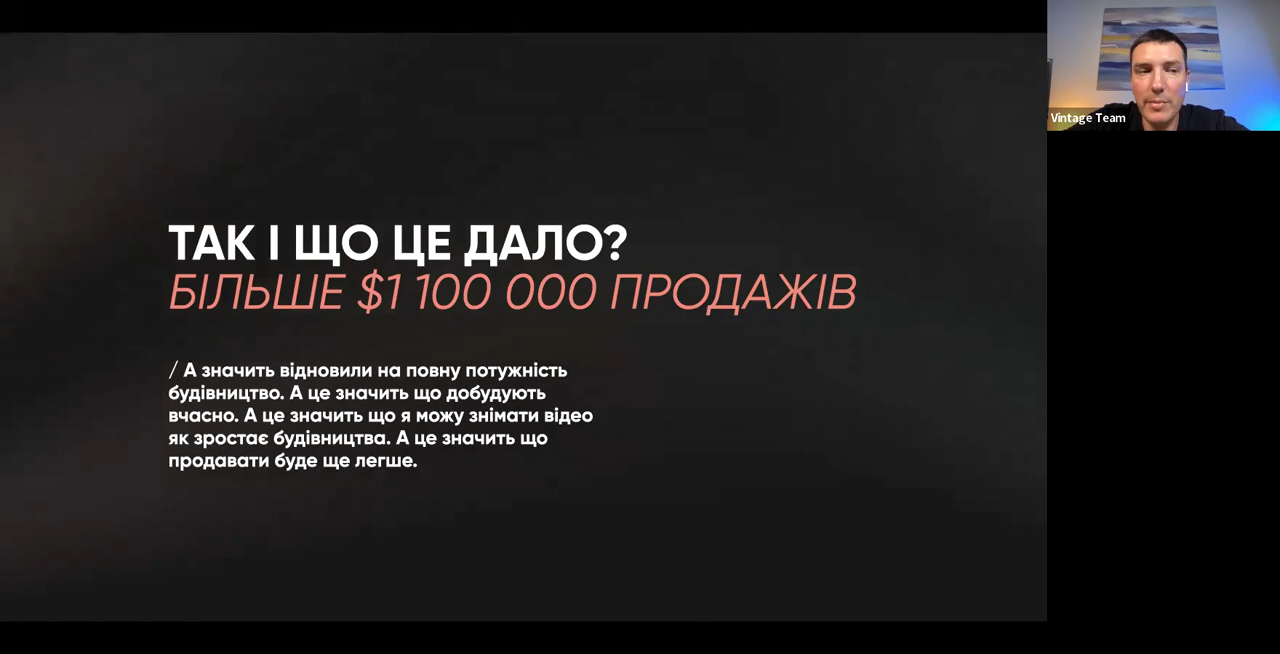 ТАК І ЩО ЦЕ ДАЛО?
БІЛЬШЕ $1 100 000 ПРОДАЖІВ
/ А значить відновили на повну потужність
будівництво. А це значить що добудують
вчасно. А це значить що я можу знімати відео
як зростає будівництва. А це значить що
продавати буде ще легше.
Vintage Team